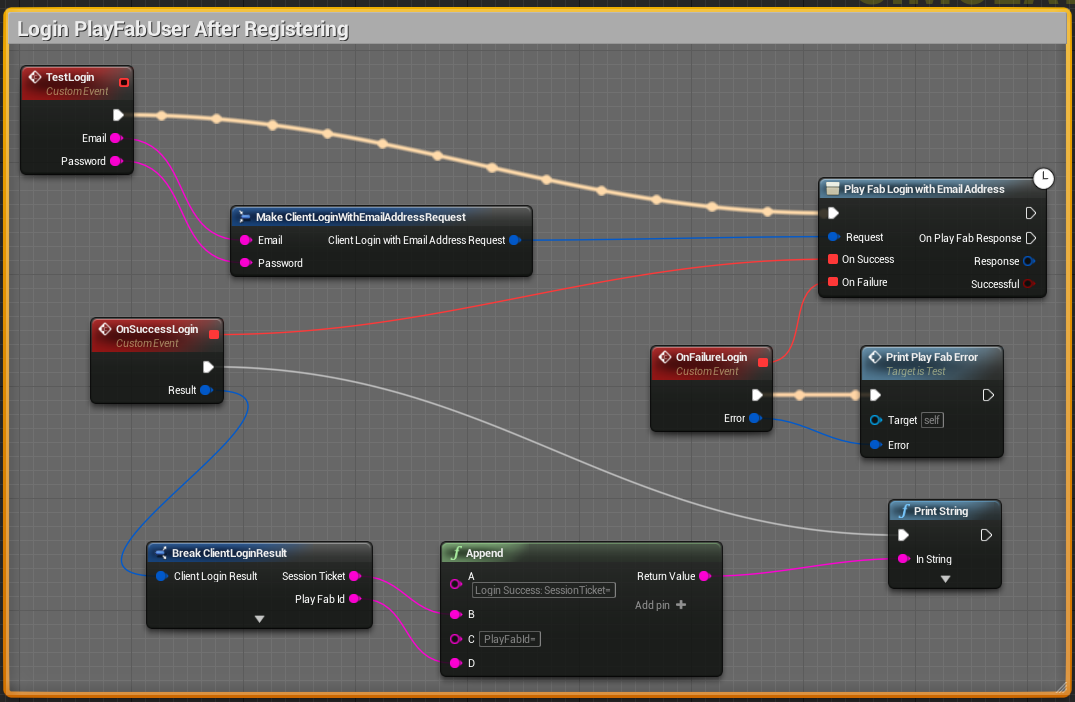 Login PlayFabUser After Registering
TestLogin
Custom Event
Email
Password
Make ClientLoginWithEmailAddressRequest
Email
Client Login with Email Address Request
Password
Play Fab Login with Email Address
Request
On Play Fab Response
On Success
Response
On Failure
Successful
OnSuccessLogin
Custom Event
Result
OnFailureLogin
Custom Event
Error
Print Play Fab Error
Target is Test
Target
self
Error
Print String
In String
Break ClientLoginResult
Client Login Result
Session Ticket
Play Fab Id
Append
A
Login Success: SessionTicket=
Return Value
Add pin
B
C
PlayFabId=
D